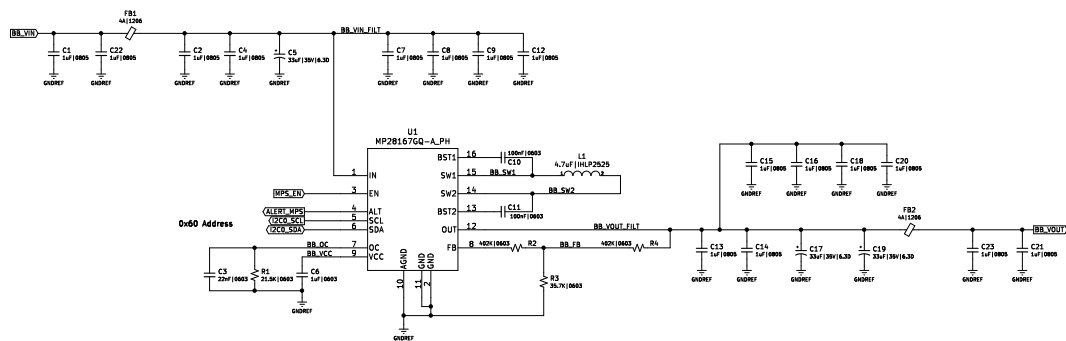 FB1
4A|1206
BB_VIN
BB_VIN_FILT
C1
1uF|0805
GNDREF
C22
1uF|0805
GNDREF
C2
1uF|0805
GNDREF
C4
1uF|0805
GNDREF
C5
33uF|35V|6.3D
GNDREF
C7
1uF|0805
GNDREF
C8
1uF|0805
GNDREF
C9
1uF|0805
GNDREF
C12
1uF|0805
GNDREF
U1
MP28167GQ-A_PH
1 IN
MPS_EN 3 EN
ALERT_MPS 4 ALT
I2C0_SCL 5 SCL
I2C0_SDA 6 SDA
0x60 Address
BB_OC 7 OC
BB_VCC 9 VCC
C3
22nF|0603
R1
21.5K|0603
C6
1uF|0603
GNDREF
AGND
GND
GND
10
11
2
GNDREF
BST1 16
100nF|0603
C10
SW1 15 BB_SW1
L1
4.7uF|IHLP2525
1 2
SW2 14 BB_SW2
BST2 13
C11
100nF|0603
OUT 12 BB_VOUT_FILT
FB 8 402K|0603 R2 BB_FB 402K|0603 R4
R3
35.7K|0603
C15
1uF|0805
GNDREF
C16
1uF|0805
GNDREF
C18
1uF|0805
GNDREF
C20
1uF|0805
GNDREF
FB2
4A|1206
BB_VOUT
C13
1uF|0805
GNDREF
C14
1uF|0805
GNDREF
C17
33uF|35V|6.3D
GNDREF
C19
33uF|35V|6.3D
GNDREF
C23
1uF|0805
GNDREF
C21
1uF|0805
GNDREF